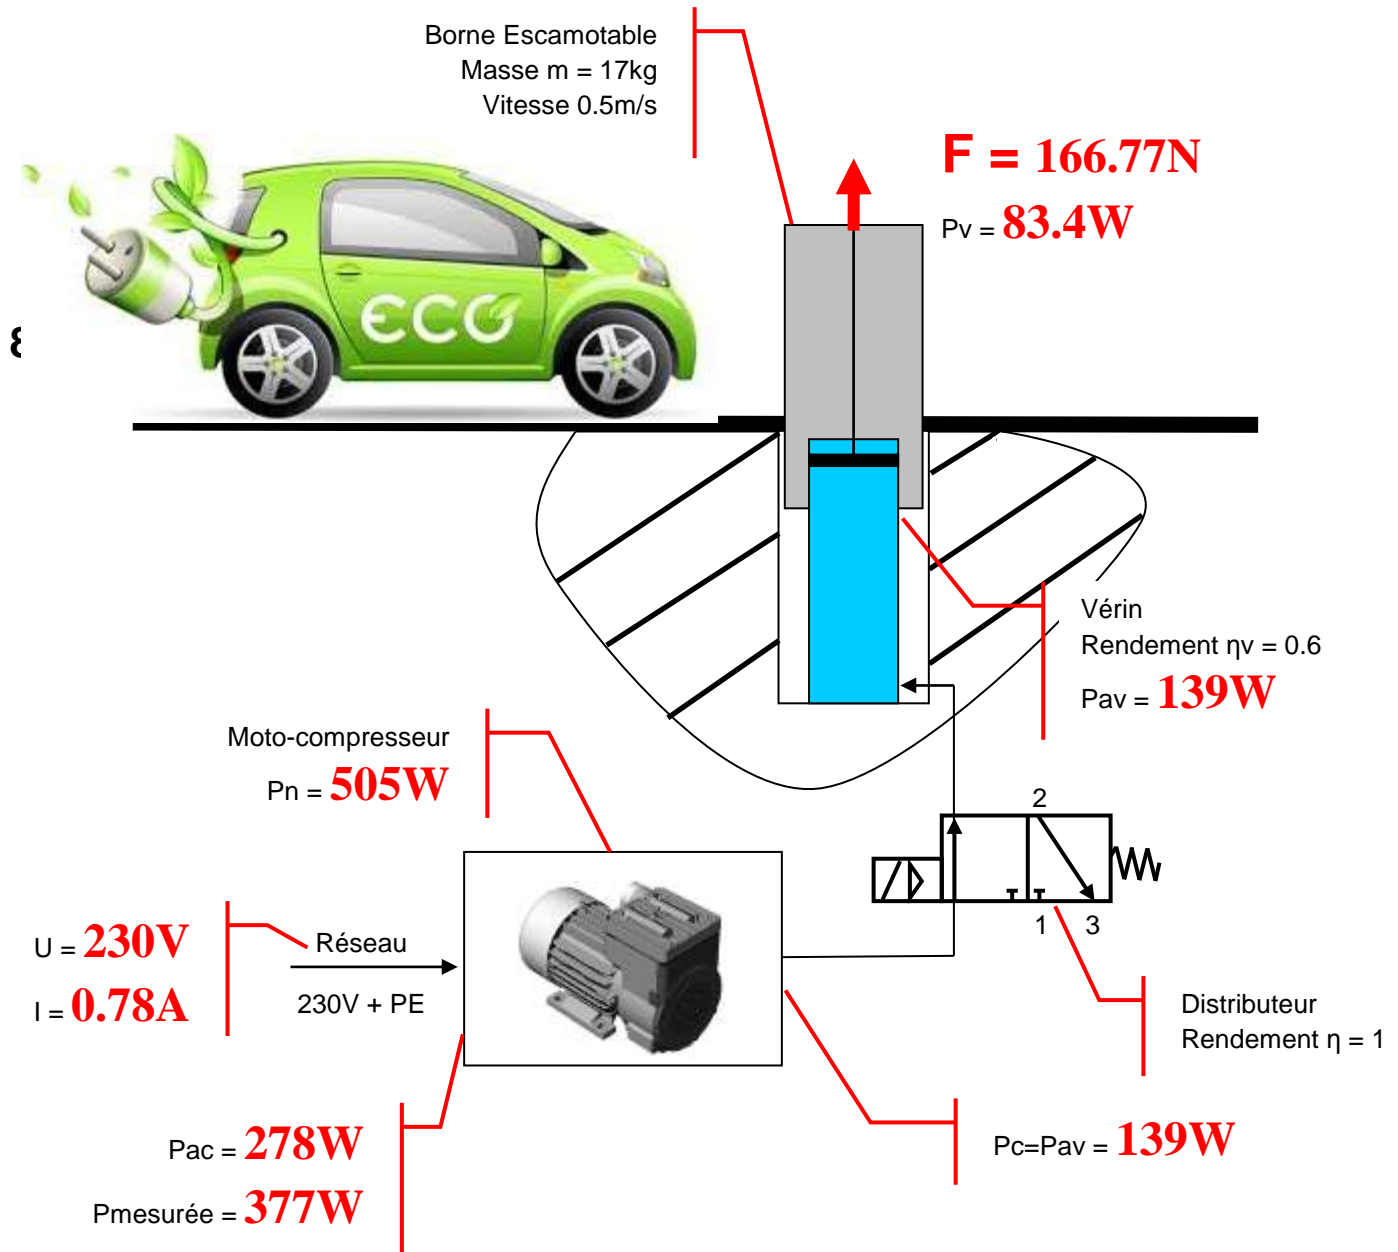 Borne Escamotable
Masse m = 17kg
Vitesse 0.5m/s
F = 166.77N
Pv = 83.4W
ECO
Vérin
Rendement ηv = 0.6
Pav = 139W
Moto-compresseur
Pn = 505W
2
1 3
U = 230V
I = 0.78A
Réseau
230V + PE
Distributeur
Rendement η = 1
Pac = 278W
Pmesurée = 377W
Pc=Pav = 139W